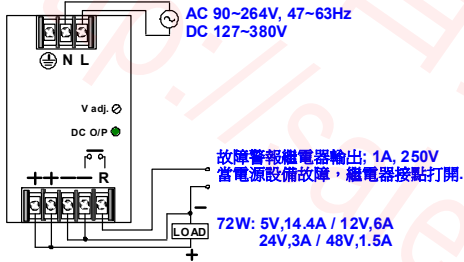 AC 90~264V, 47~63Hz
DC 127~380V
N L
V adj.
DC O/P
R
++−−
故障警報繼電器輸出; 1A, 250V
當電源設備故障，繼電器接點打開.
−
LOAD
+
72W: 5V,14.4A / 12V,6A
24V,3A / 48V,1.5A